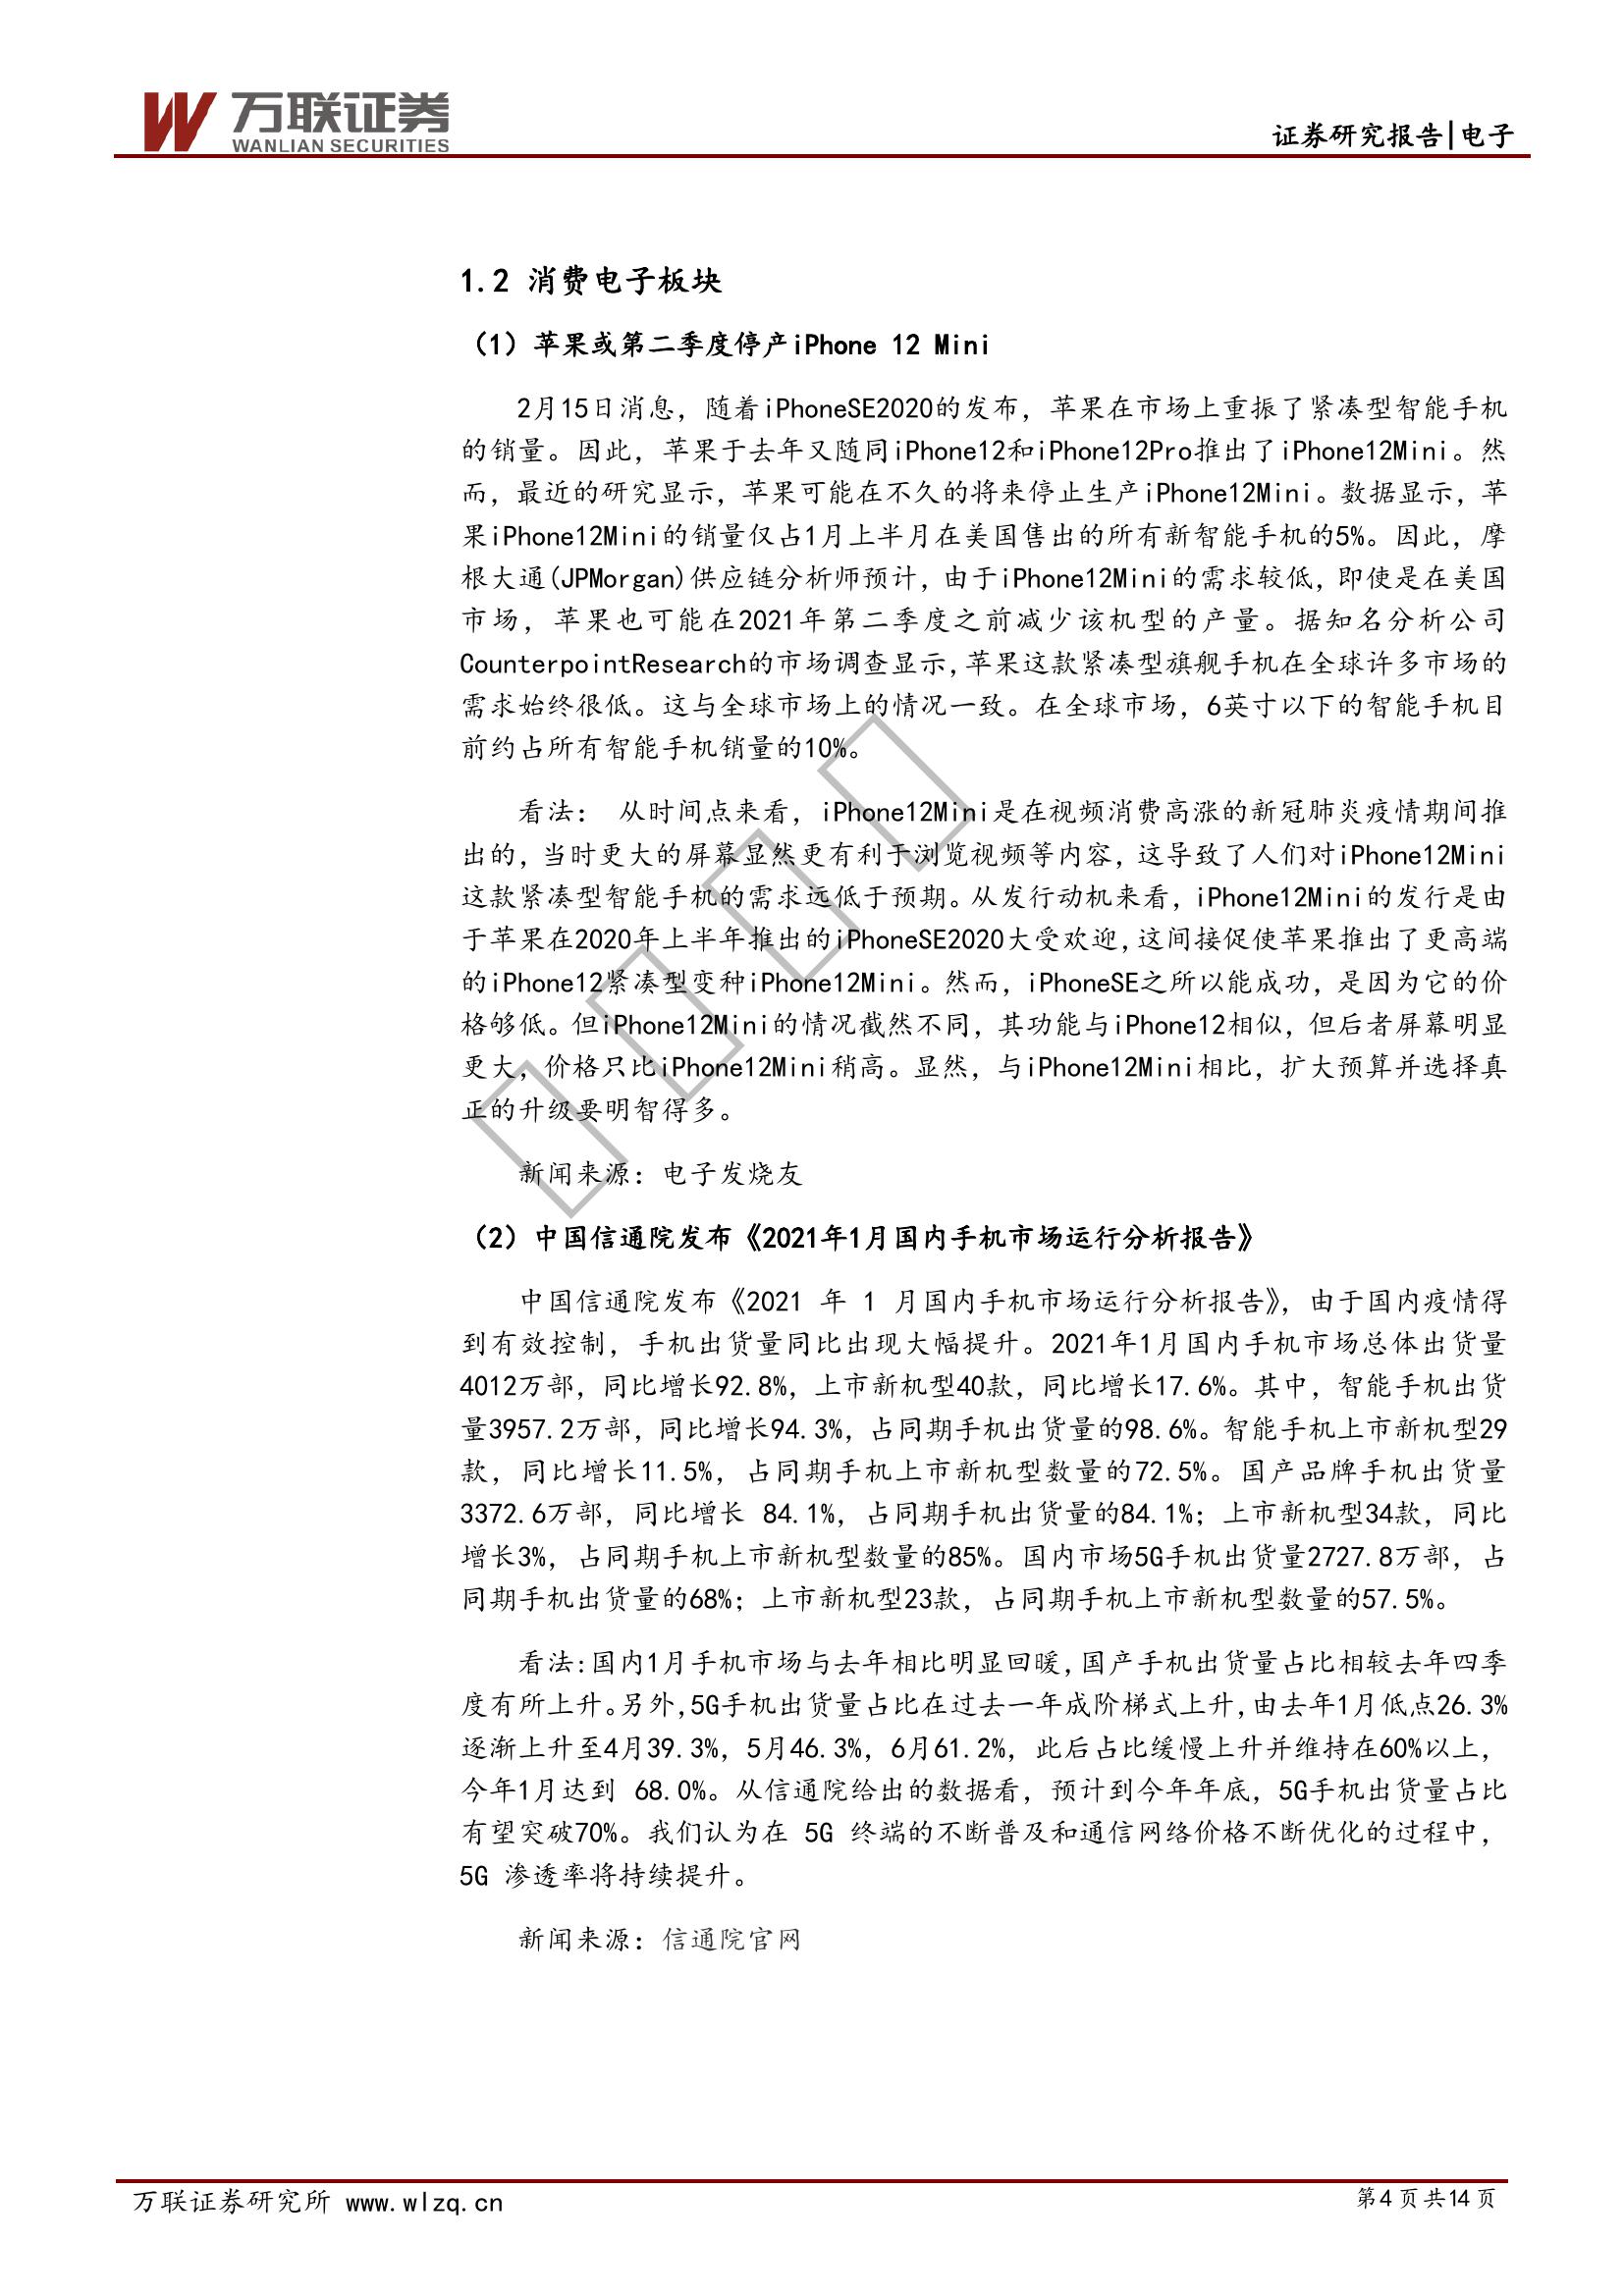 万联证券
WANLIAN SECURITIES
证券研究报告|电子
1.2 消费电子板块
（1）苹果或第二季度停产iPhone 12 Mini
2月15日消息，随着iPhoneSE2020的发布，苹果在市场上重振了紧凑型智能手机
的销量。因此，苹果于去年又随同iPhone12和iPhone12Pro推出了iPhone12Mini。然
而，最近的研究显示，苹果可能在不久的将来停止生产iPhone12Mini。数据显示，苹
果iPhone12Mini的销量仅占1月上半月在美国售出的所有新智能手机的5%。因此，摩
根大通(JPMorgan)供应链分析师预计，由于iPhone12Mini的需求较低，即使是在美国
市场，苹果也可能在2021年第二季度之前减少该机型的产量。据知名分析公司
CounterpointResearch的市场调查显示，苹果这款紧凑型旗舰手机在全球许多市场的
需求始终很低。这与全球市场上的情况一致。在全球市场，6英寸以下的智能手机目
前约占所有智能手机销量的10%。
看法： 从时间点来看，iPhone12Mini是在视频消费高涨的新冠肺炎疫情期间推
出的，当时更大的屏幕显然更有利于浏览视频等内容，这导致了人们对iPhone12Mini
这款紧凑型智能手机的需求远低于预期。从发行动机来看，iPhone12Mini的发行是由
于苹果在2020年上半年推出的iPhoneSE2020大受欢迎，这间接促使苹果推出了更高端
的iPhone12紧凑型变种iPhone12Mini。然而，iPhoneSE之所以能成功，是因为它的价
格够低。但iPhone12Mini的情况截然不同，其功能与iPhone12相似，但后者屏幕明显
更大，价格只比iPhone12Mini稍高。显然，与iPhone12Mini相比，扩大预算并选择真
正的升级要明智得多。
新闻来源：电子发烧友
（2）中国信通院发布《2021年1月国内手机市场运行分析报告》
中国信通院发布《2021 年 1 月国内手机市场运行分析报告》，由于国内疫情得
到有效控制，手机出货量同比出现大幅提升。2021年1月国内手机市场总体出货量
4012万部，同比增长92.8%，上市新机型40款，同比增长17.6%。其中，智能手机出货
量3957.2万部，同比增长94.3%，占同期手机出货量的98.6%。智能手机上市新机型29
款，同比增长11.5%，占同期手机上市新机型数量的72.5%。国产品牌手机出货量
3372.6万部，同比增长 84.1%，占同期手机出货量的84.1%；上市新机型34款，同比
增长3%，占同期手机上市新机型数量的85%。国内市场5G手机出货量2727.8万部，占
同期手机出货量的68%；上市新机型23款，占同期手机上市新机型数量的57.5%。
看法:国内1月手机市场与去年相比明显回暖，国产手机出货量占比相较去年四季
度有所上升。另外，5G手机出货量占比在过去一年成阶梯式上升，由去年1月低点26.3%
逐渐上升至4月39.3%，5月46.3%，6月61.2%，此后占比缓慢上升并维持在60%以上，
今年1月达到 68.0%。从信通院给出的数据看，预计到今年年底，5G手机出货量占比
有望突破70%。我们认为在 5G 终端的不断普及和通信网络价格不断优化的过程中，
5G 渗透率将持续提升。
新闻来源：信通院官网
万联证券研究所 www.wlzq.cn
第4页共14页